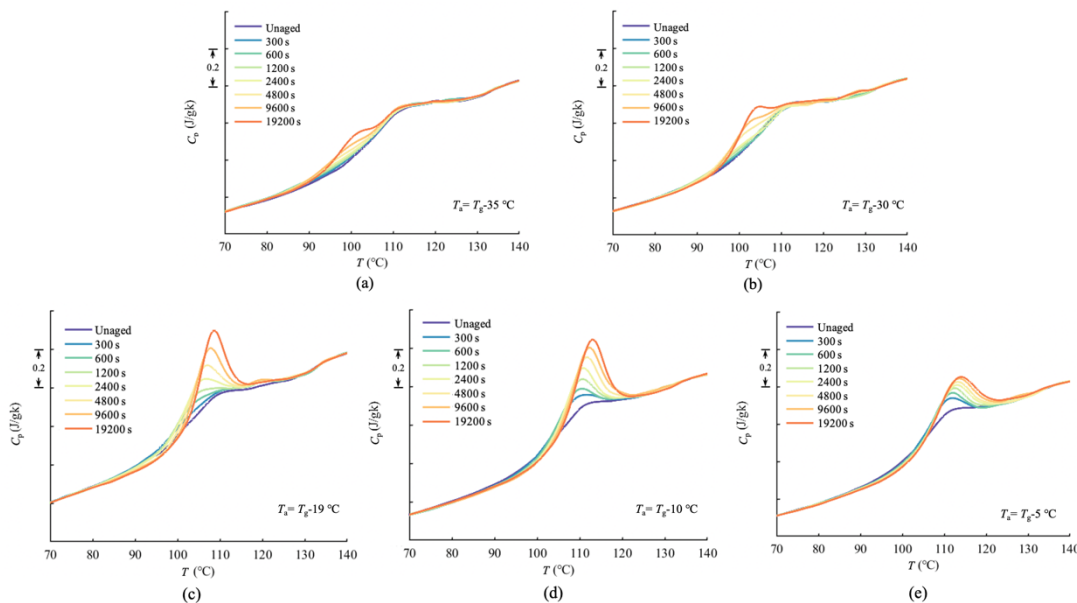 Unaged
300 s
600 s
1200 s
2400 s
4800 s
9600 s
19200 s
0.2
Cp (J/gk)
Ta= Tg-35 °C
70 80 90 100 110 120 130 140
T (°C)
(a)
Unaged
300 s
600 s
1200 s
2400 s
4800 s
9600 s
19200 s
0.2
Cp (J/gk)
Ta= Tg-30 °C
70 80 90 100 110 120 130 140
T (°C)
(b)
Unaged
300 s
600 s
1200 s
2400 s
4800 s
9600 s
19200 s
0.2
Cp (J/gk)
Ta= Tg-19 °C
70 80 90 100 110 120 130 140
T (°C)
(c)
Unaged
300 s
600 s
1200 s
2400 s
4800 s
9600 s
19200 s
0.2
Cp (J/gk)
Ta= Tg-10 °C
70 80 90 100 110 120 130 140
T (°C)
(d)
Unaged
300 s
600 s
1200 s
2400 s
4800 s
9600 s
19200 s
0.2
Cp (J/gk)
Ta= Tg-5 °C
70 80 90 100 110 120 130 140
T (°C)
(e)